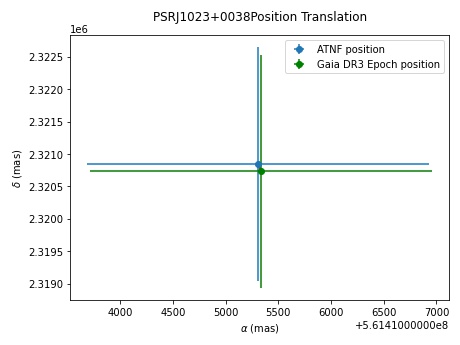 PSRJ1023+0038Position Translation
1e6
ATNF position
Gaia DR3 Epoch position
2.3225
2.3220
2.3215
2.3210
2.3205
2.3200
2.3195
2.3190
δ (mas)
4000 4500 5000 5500 6000 6500 7000
α (mas)
+5.6141000000e8